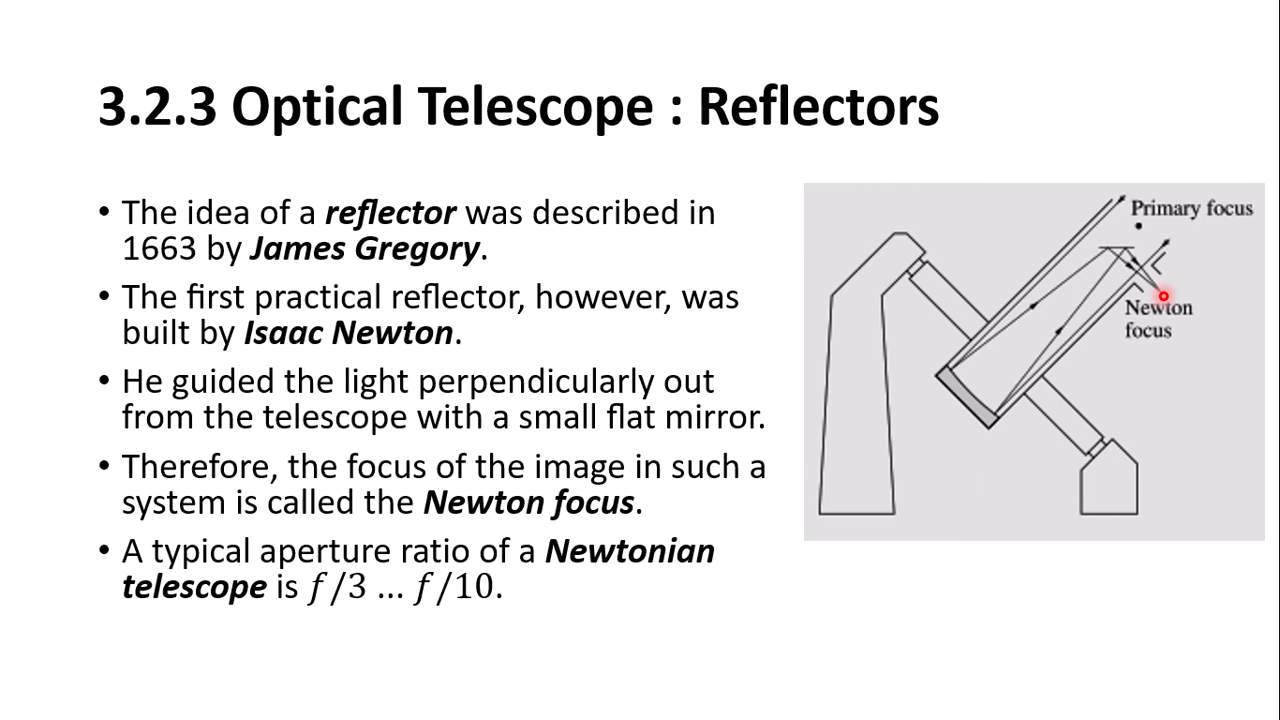 3.2.3 Optical Telescope : Reflectors
• The idea of a reflector was described in
1663 by James Gregory.
• The first practical reflector, however, was
built by Isaac Newton.
• He guided the light perpendicularly out
from the telescope with a small flat mirror.
• Therefore, the focus of the image in such a
system is called the Newton focus.
• A typical aperture ratio of a Newtonian
telescope is f/3 … f/10.
Primary focus
Newton
focus